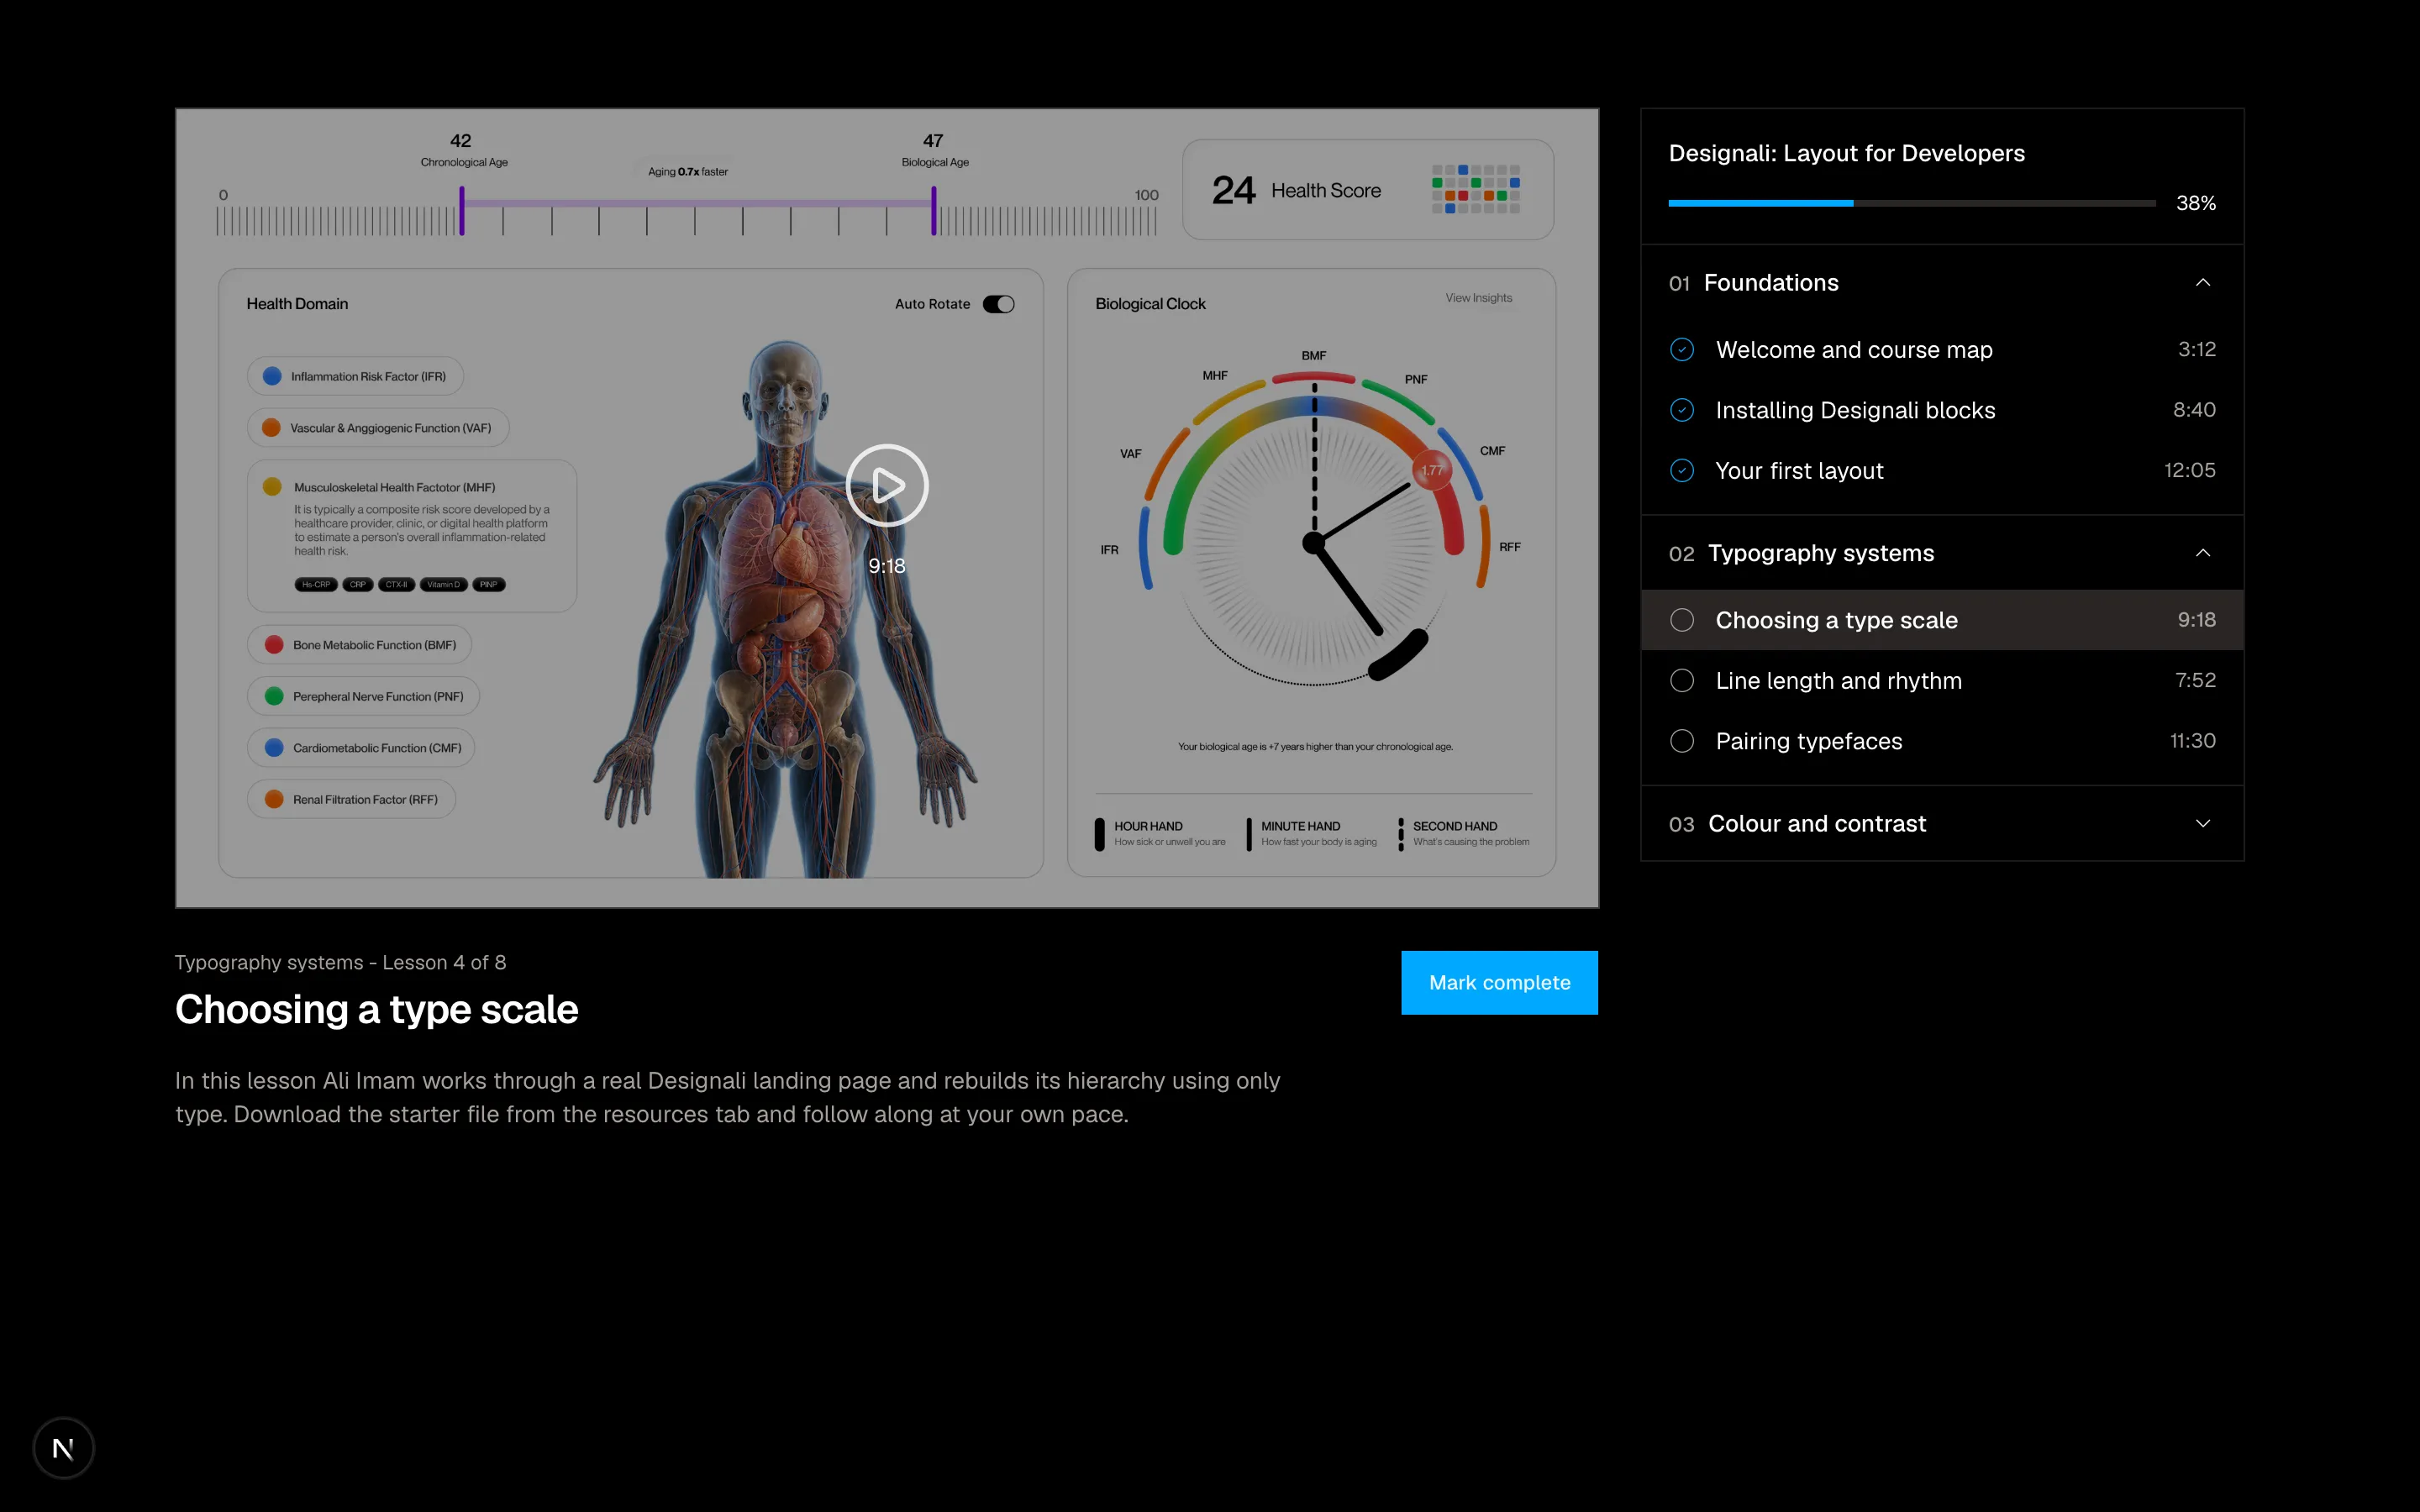 42
Chronological Age
Aging 0.7x faster
47
Biological Age
0
100
24 Health Score
Health Domain
Auto Rotate
Inflammation Risk Factor (IFR)
Vascular & Anggiogenic Function (VAF)
Musculoskeletal Health Factotor (MHF)
It is typically a composite risk score developed by a
healthcare provider, clinic, or digital health platform
to estimate a person's overall inflammation-related
health risk.
Hs-CRP CRP CTX-II Vitamin D PINP
Bone Metabolic Function (BMF)
Perepheral Nerve Function (PNF)
Cardiometabolic Function (CMF)
Renal Filtration Factor (RFF)
9:18
Biological Clock
View Insights
BMF
MHF
PNF
VAF
CMF
1.77
IFR
RFF
Your biological age is +7 years higher than your chronological age.
HOUR HAND
How sick or unwell you are
MINUTE HAND
How fast your body is aging
SECOND HAND
What's causing the problem
Typography systems - Lesson 4 of 8
Choosing a type scale
Mark complete
In this lesson Ali Imam works through a real Designali landing page and rebuilds its hierarchy using only
type. Download the starter file from the resources tab and follow along at your own pace.
Designali: Layout for Developers
38%
01 Foundations
Welcome and course map 3:12
Installing Designali blocks 8:40
Your first layout 12:05
02 Typography systems
Choosing a type scale 9:18
Line length and rhythm 7:52
Pairing typefaces 11:30
03 Colour and contrast
N